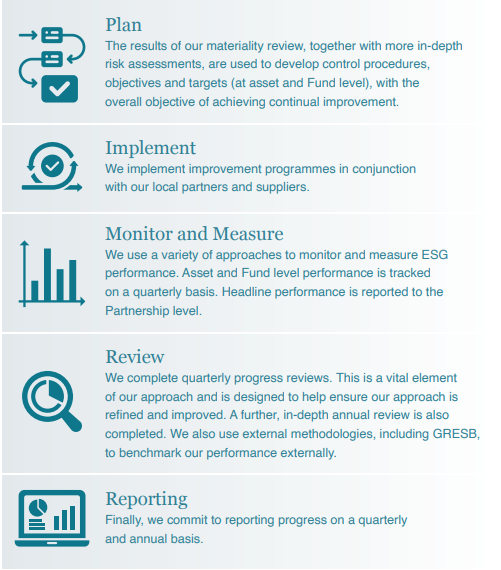 Plan
The results of our materiality review, together with more in-depth
risk assessments, are used to develop control procedures,
objectives and targets (at asset and Fund level), with the
overall objective of achieving continual improvement.
Implement
We implement improvement programmes in conjunction
with our local partners and suppliers.
Monitor and Measure
We use a variety of approaches to monitor and measure ESG
performance. Asset and Fund level performance is tracked
on a quarterly basis. Headline performance is reported to the
Partnership level.
Review
We complete quarterly progress reviews. This is a vital element
of our approach and is designed to help ensure our approach is
refined and improved. A further, in-depth annual review is also
completed. We also use external methodologies, including GRESB,
to benchmark our performance externally.
Reporting
Finally, we commit to reporting progress on a quarterly
and annual basis.